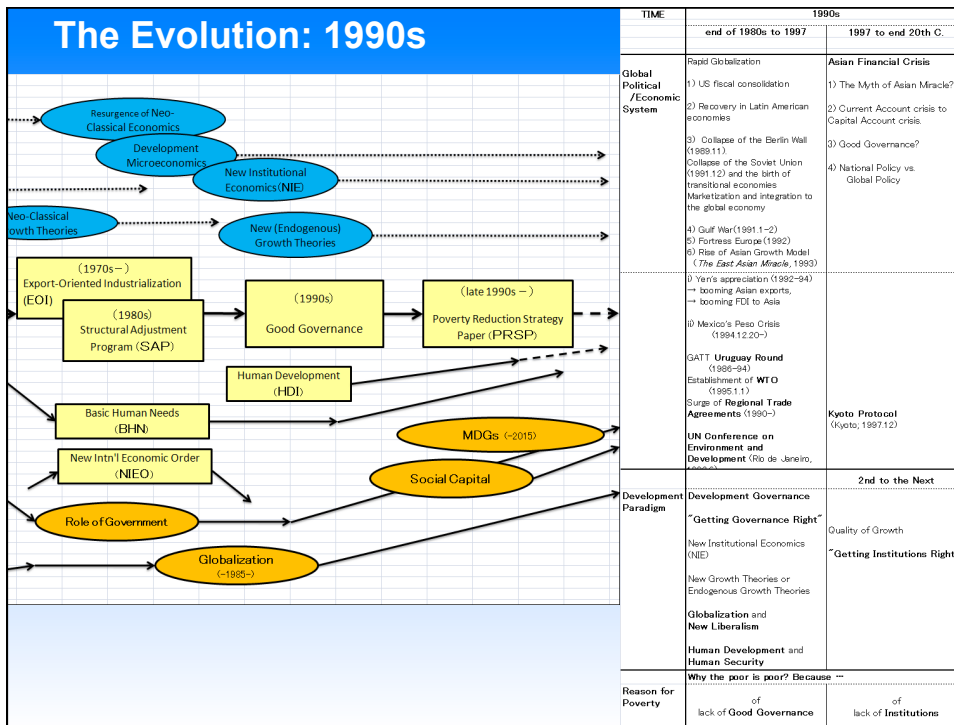 The Evolution: 1990s
Resurgence of Neo-
Classical Economics
Development
Microeconomics
New Institutional
Economics(NIE)
Neo-Classical
owth Theories
New (Endogenous)
Growth Theories
(1970s-)
Export-Oriented Industrialization
(EOI)
(1980s)
Structural Adjustment
Program (SAP)
(1990s)
Good Governance
(late 1990s-)
Poverty Reduction Strategy
Paper (PRSP)
Human Development
(HDI)
Basic Human Needs
(BHN)
New Intn'l Economic Order
(NIEO)
MDGs (-2015)
Social Capital
Role of Government
Globalization
(-1985-)
TIME
1990s
end of 1980s to 1997
1997 to end 20th C.
Global
Political
/Economic
System
Rapid Globalization
1) US fiscal consolidation
2) Recovery in Latin American
economies
3) Collapse of the Berlin Wall
(1989.11)
Collapse of the Soviet Union
(1991.12) and the birth of
transitional economies
Marketization and integration to
the global economy
4) Gulf War(1991.1-2)
5) Fortress Europe(1992)
6) Rise of Asian Growth Model
(The East Asian Miracle, 1993)
Asian Financial Crisis
1) The Myth of Asian Miracle?
2) Current Account crisis to
Capital Account crisis.
3) Good Governance?
4) National Policy vs.
Global Policy
i) Yen's appreciation (1992-94)
→ booming Asian exports,
→ booming FDI to Asia
ii) Mexico's Peso Crisis
(1994.12.20-)
GATT Uruguay Round
(1986-94)
Establishment of WTO
(1995.1.1)
Surge of Regional Trade
Agreements (1990-)
UN Conference on
Environment and
Development (Rio de Janeiro,
Kyoto Protocol
(Kyoto, 1997.12)
2nd to the Next
Development
Paradigm
Development Governance
"Getting Governance Right"
New Institutional Economics
(NIE)
New Growth Theories or
Endogenous Growth Theories
Globalization and
New Liberalism
Human Development and
Human Security
Quality of Growth
"Getting Institutions Right
Why the poor is poor? Because …
Reason for
Poverty
of
lack of Good Governance
of
lack of Institutions